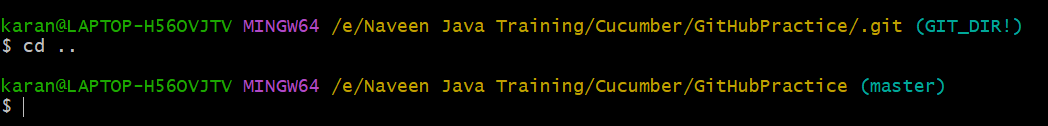 karan@LAPTOP-H56OVJTV MINGW64 /e/Naveen Java Training/Cucumber/GitHubPractice/.git (GIT_DIR!)
$ cd ..
karan@LAPTOP-H56OVJTV MINGW64 /e/Naveen Java Training/Cucumber/GitHubPractice (master)
$